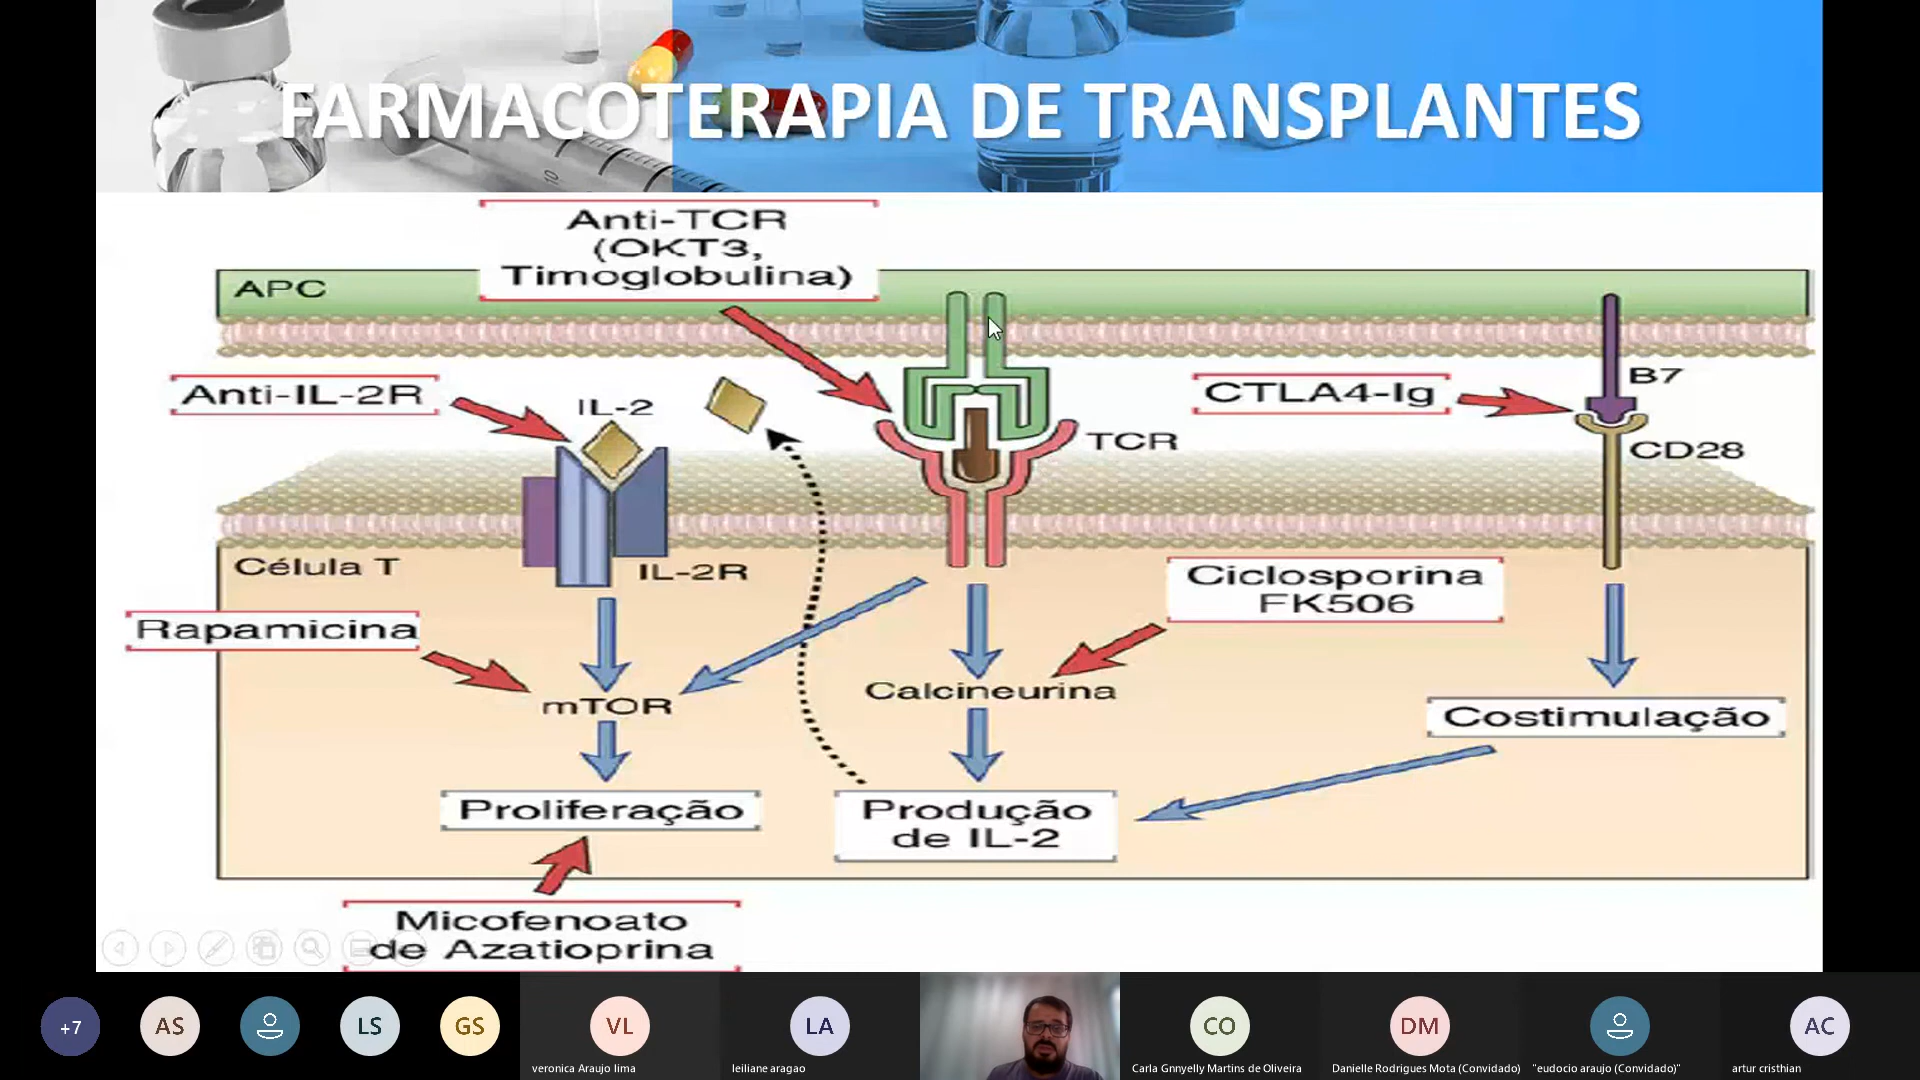 FARMACOTERAPIA DE TRANSPLANTES
Anti-TCR
(OKT3,
Timoglobulina)
APC
Anti-IL-2R
IL-2
TCR
CTLA4-Ig
B7
CD28
Célula T
IL-2R
Ciclosporina
FK506
Rapamicina
mTOR
Calcineurina
Costimulação
Proliferação
Produção
de IL-2
Micofenoato
de Azatioprina
10
+7
AS
LS
GS
VL
LA
CO
DM
AC
veronica Araujo lima
leiliane aragao
Carla Gnnyelly Martins de Oliveira
Danielle Rodrigues Mota (Convidado)
"eudocio araujo (Convidado)"
artur cristhian